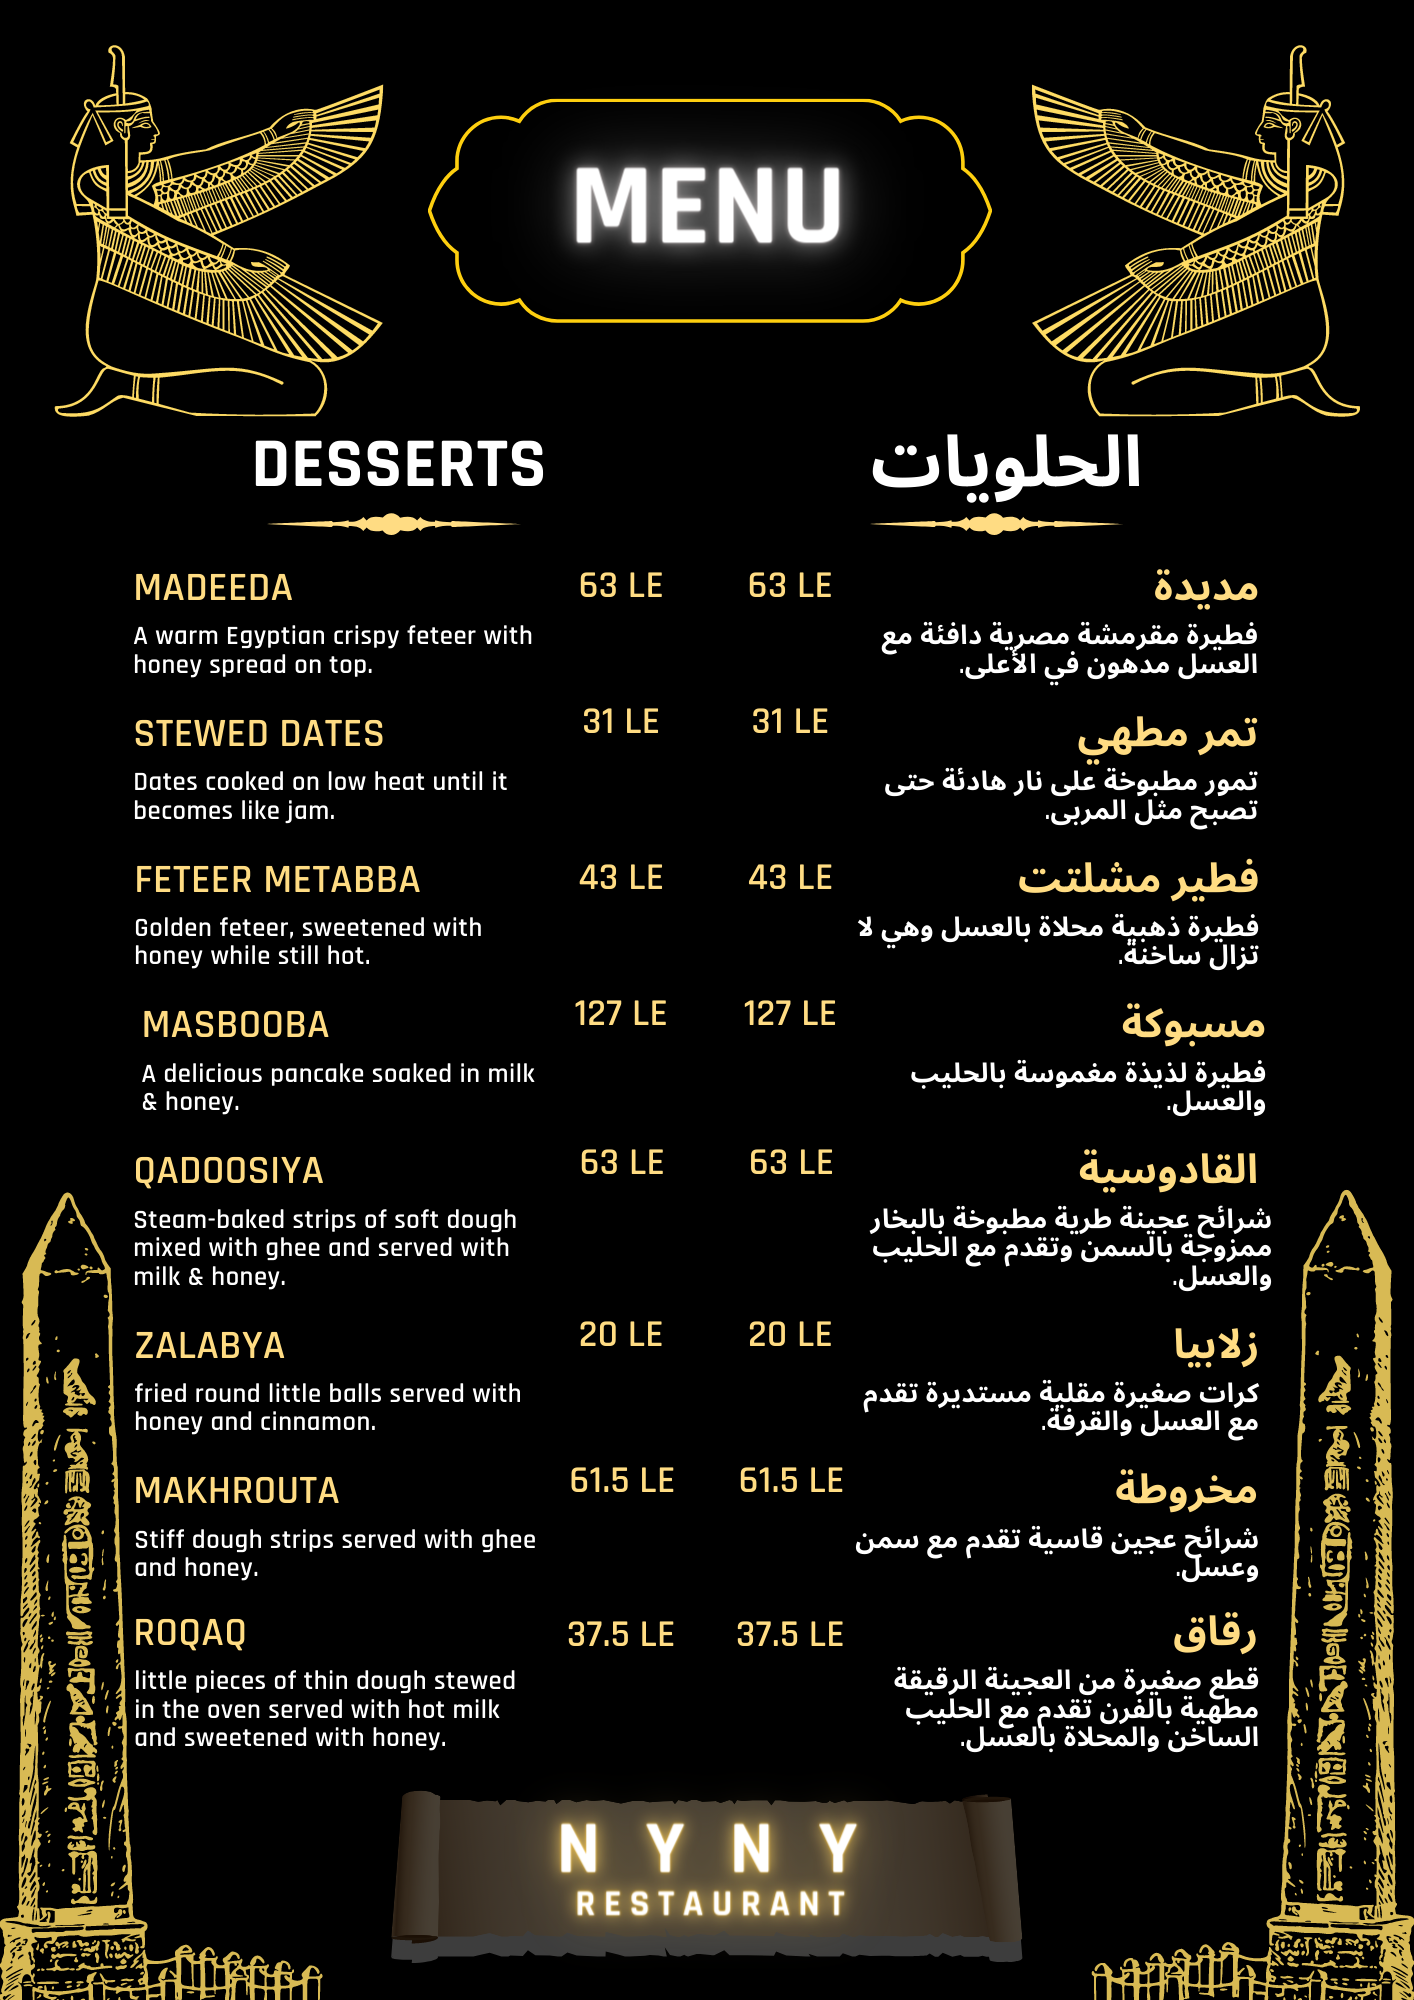 MENU
DESSERTS
MADEEDA
63 LE
A warm Egyptian crispy feteer with
honey spread on top.
STEWED DATES
31 LE
Dates cooked on low heat until it
becomes like jam.
FETEER METABBA
43 LE
Golden feteer, sweetened with
honey while still hot.
MASBOOBA
127 LE
A delicious pancake soaked in milk
& honey.
QADOOSIYA
63 LE
Steam-baked strips of soft dough
mixed with ghee and served with
milk & honey.
ZALABYA
20 LE
fried round little balls served with
honey and cinnamon.
MAKHROUTA
61.5 LE
Stiff dough strips served with ghee
and honey.
ROQAQ
37.5 LE
little pieces of thin dough stewed
in the oven served with hot milk
and sweetened with honey.
الحلويات
مديدة
63 LE
فطيرة مقرمشة مصرية دافئة مع
العسل مدهون في الأعلى.
تمر مطهي
31 LE
تمور مطبوخة على نار هادئة حتى
تصبح مثل المربى.
فطير مشلتت
43 LE
فطيرة ذهبية محلاة بالعسل وهي لا
تزال ساخنة.
مسبوكة
127 LE
فطيرة لذيذة مغموسة بالحليب
والعسل.
القادوسية
63 LE
شرائح عجينة طرية مطبوخة بالبخار
ممزوجة بالسمن وتقدم مع الحليب
والعسل.
زلابيا
20 LE
كرات صغيرة مقلية مستديرة تقدم
مع العسل والقرفة.
مخروطة
61.5 LE
شرائح عجين قاسية تقدم مع سمن
وعسل.
رقاق
37.5 LE
قطع صغيرة من العجينة الرقيقة
مطهية بالفرن تقدم مع الحليب
الساخن والمحلاة بالعسل.
NYNY
RESTAURANT